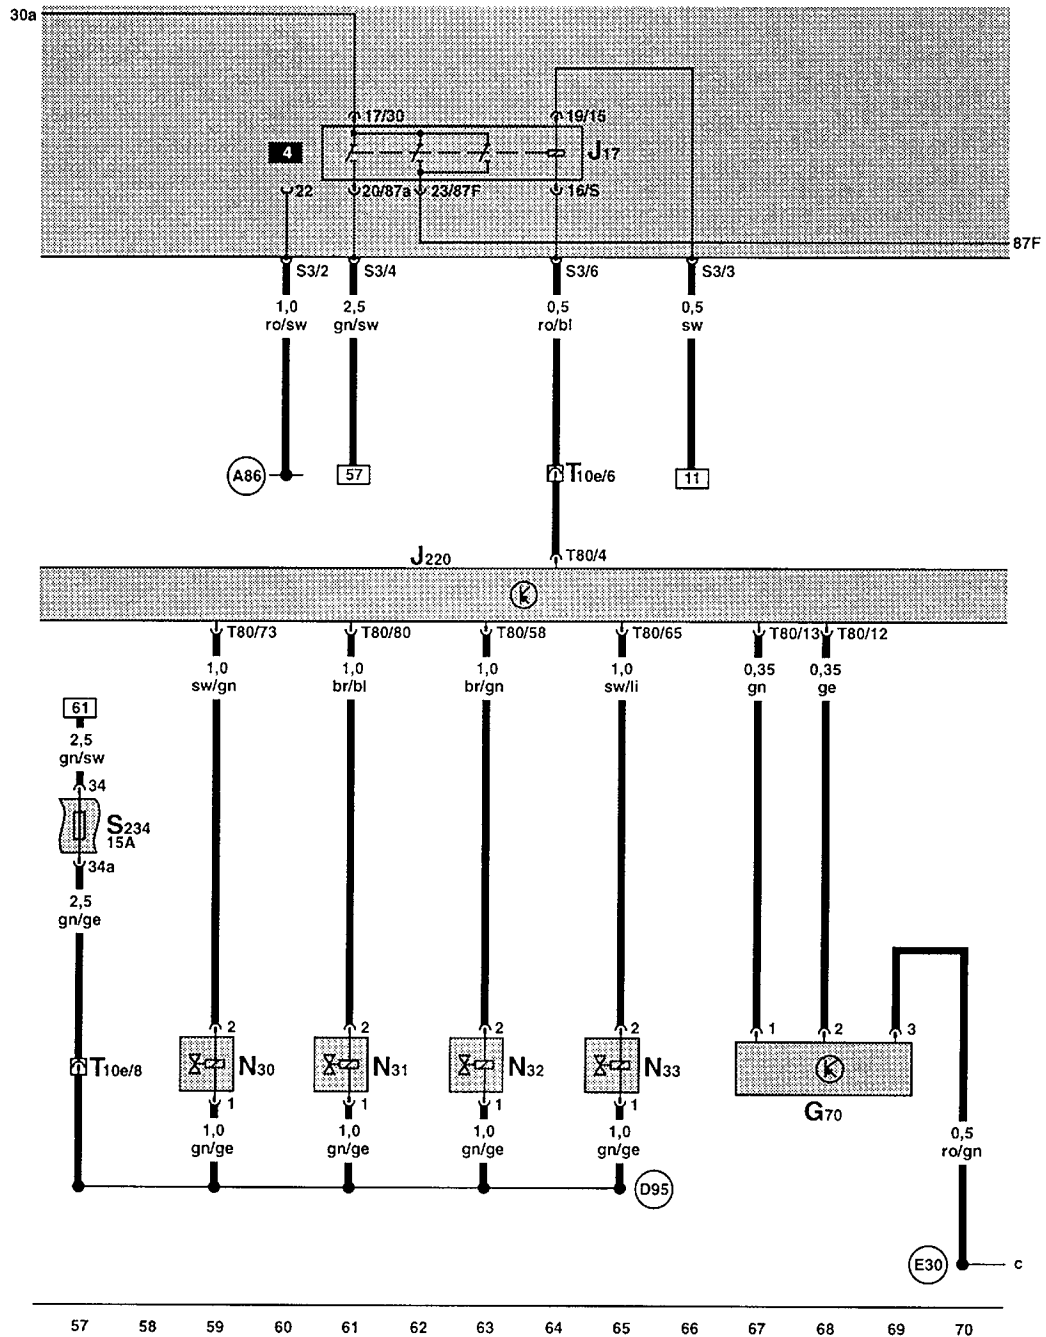 30a
17/30
19/15
4
J17
22
20/87a
23/87F
16/S
87F
S3/2
S3/4
S3/6
S3/3
1,0
ro/sw
2,5
gn/sw
0,5
ro/bl
0,5
sw
A86
57
T10e/6
11
J220
T80/4
T80/73
T80/80
T80/58
T80/65
T80/13
T80/12
1,0
sw/gn
1,0
br/bl
1,0
br/gn
1,0
sw/li
0,35
gn
0,35
ge
61
2,5
gn/sw
34
S234
15A
34a
2,5
gn/ge
2
2
2
2
1
2
3
T10e/8
N30
N31
N32
N33
G70
1
1
1
1
1,0
gn/ge
1,0
gn/ge
1,0
gn/ge
1,0
gn/ge
0,5
ro/gn
D95
E30
c
57 58 59 60 61 62 63 64 65 66 67 68 69 70